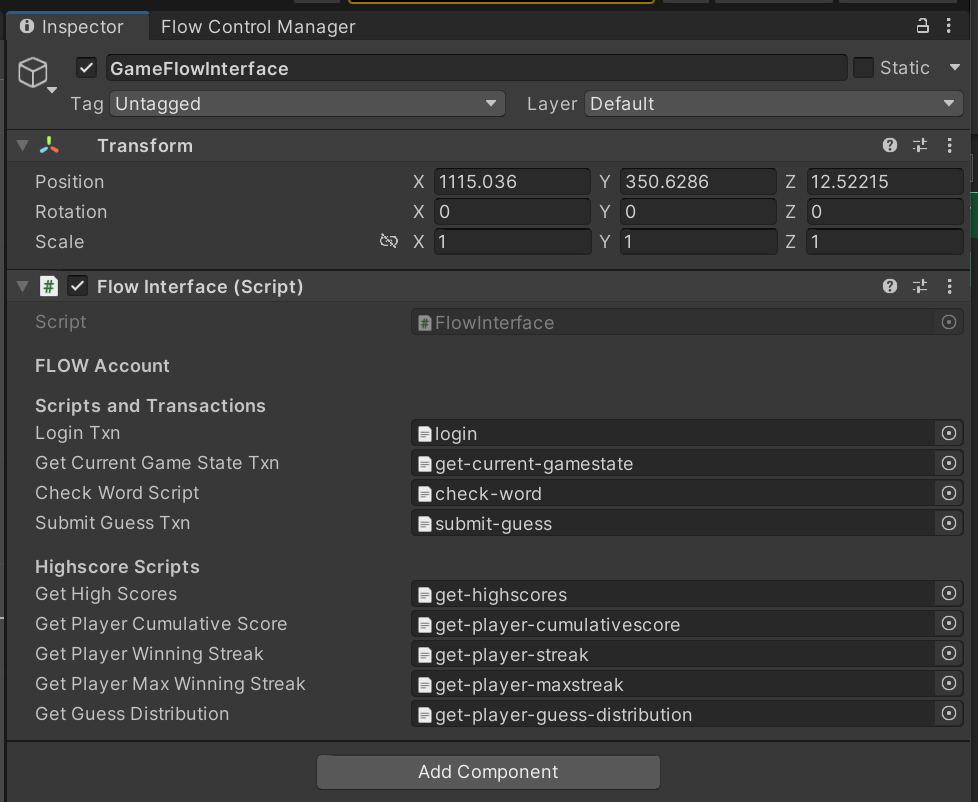 Inspector Flow Control Manager
GameFlowInterface Static
Tag Untagged Layer Default
Transform
Position X 1115.036 Y 350.6286 Z 12.52215
Rotation X 0 Y 0 Z 0
Scale X 1 Y 1 Z 1
# Flow Interface (Script)
Script # FlowInterface
FLOW Account
Scripts and Transactions
Login Txn login
Get Current Game State Txn get-current-gamestate
Check Word Script check-word
Submit Guess Txn submit-guess
Highscore Scripts
Get High Scores get-highscores
Get Player Cumulative Score get-player-cumulativescore
Get Player Winning Streak get-player-streak
Get Player Max Winning Streak get-player-maxstreak
Get Guess Distribution get-player-guess-distribution
Add Component